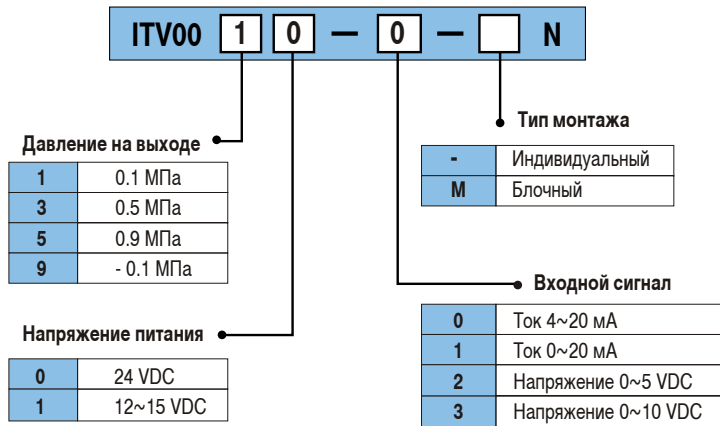 ITV00 1 0 – 0 – N
Тип монтажа
- Индивидуальный
M Блочный
Давление на выходе
1 0.1 МПа
3 0.5 МПа
5 0.9 МПа
9 - 0.1 МПа
Входной сигнал
0 Ток 4~20 мА
1 Ток 0~20 мА
2 Напряжение 0~5 VDC
3 Напряжение 0~10 VDC
Напряжение питания
0 24 VDC
1 12~15 VDC